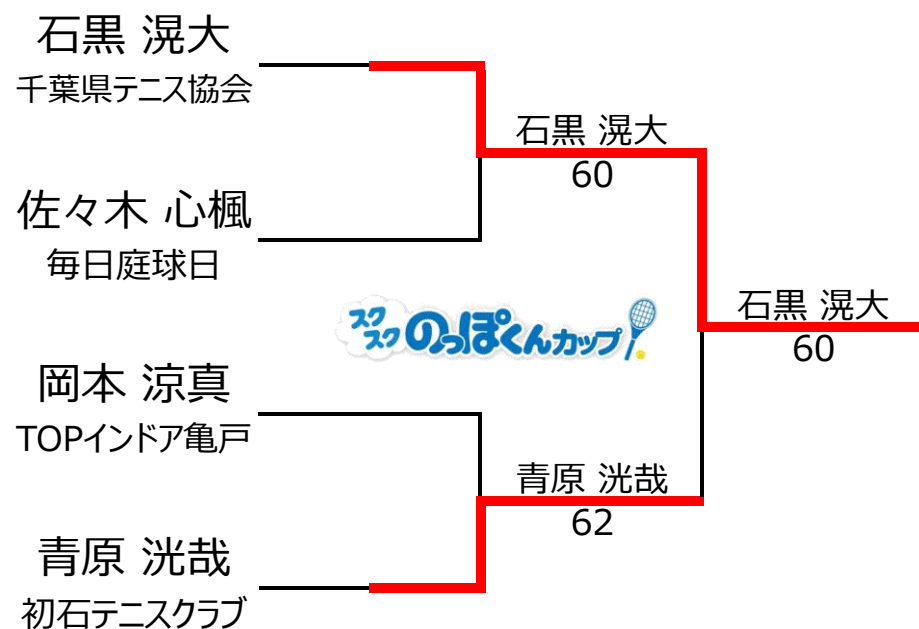 石黒 滉大
千葉県テニス協会
石黒 滉大
60
佐々木 心楓
毎日庭球日
スクスクのっぽくんカップ
石黒 滉大
60
岡本 涼真
TOPインドア亀戸
青原 洸哉
62
青原 洸哉
初石テニスクラブ